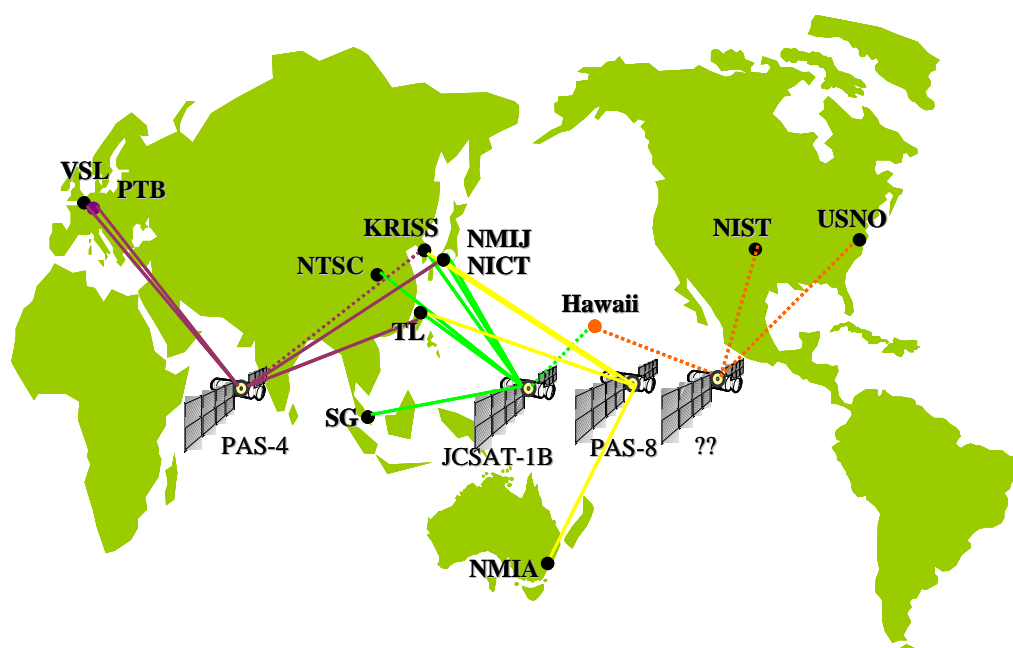 VSL
PTB
KRISS
NMIJ
NICT
NTSC
NIST
USNO
Hawaii
TL
SG
PAS-4
JCSAT-1B
PAS-8
??
NMIA